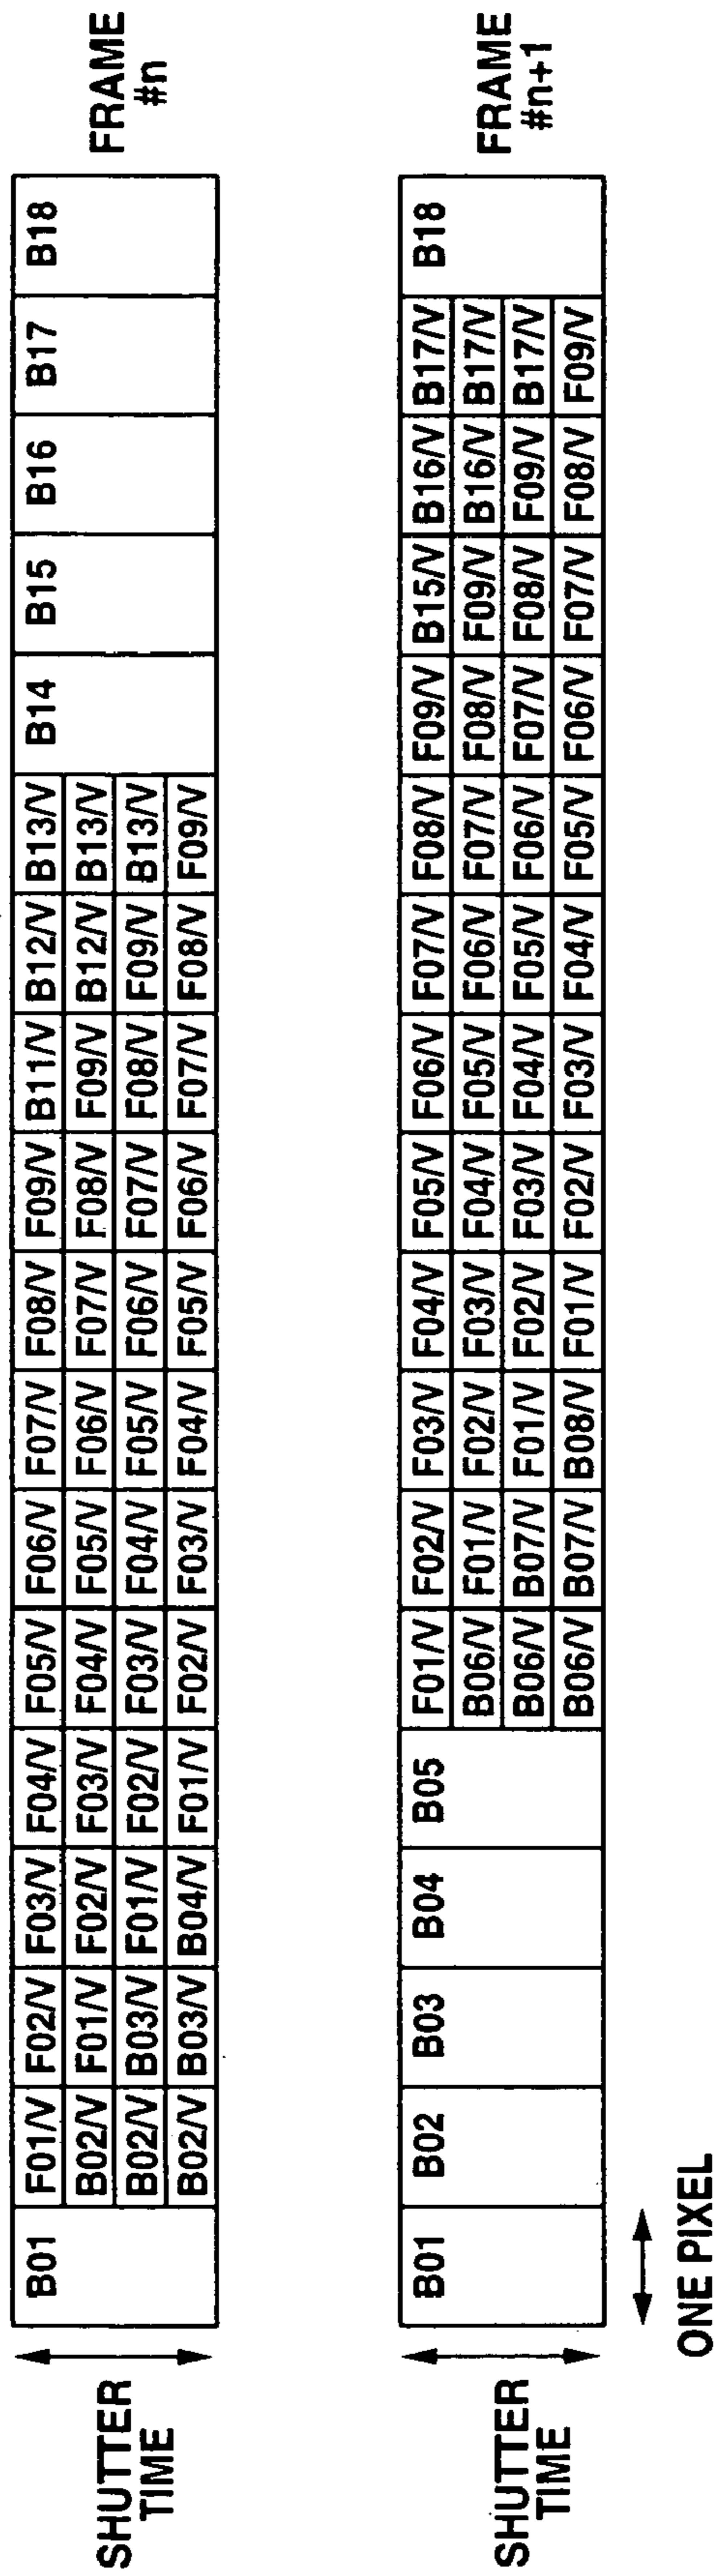 SHUTTER
TIME
B01 F01/V F02/V F03/V F04/V F05/V F06/V F07/V F08/V F09/V B11/V B12/V B13/V B14 B15 B16 B17 B18
B02/V F01/V F02/V F03/V F04/V F05/V F06/V F07/V F08/V F09/V B12/V B13/V
B02/V B03/V F01/V F02/V F03/V F04/V F05/V F06/V F07/V F08/V F09/V B13/V
B02/V B03/V B04/V F01/V F02/V F03/V F04/V F05/V F06/V F07/V F08/V F09/V
FRAME
#n
SHUTTER
TIME
B01 B02 B03 B04 B05 F01/V F02/V F03/V F04/V F05/V F06/V F07/V F08/V F09/V B15/V B16/V B17/V B18
B06/V F01/V F02/V F03/V F04/V F05/V F06/V F07/V F08/V F09/V B16/V B17/V
B06/V B07/V F01/V F02/V F03/V F04/V F05/V F06/V F07/V F08/V F09/V B17/V
B06/V B07/V B08/V F01/V F02/V F03/V F04/V F05/V F06/V F07/V F08/V F09/V
FRAME
#n+1
ONE PIXEL